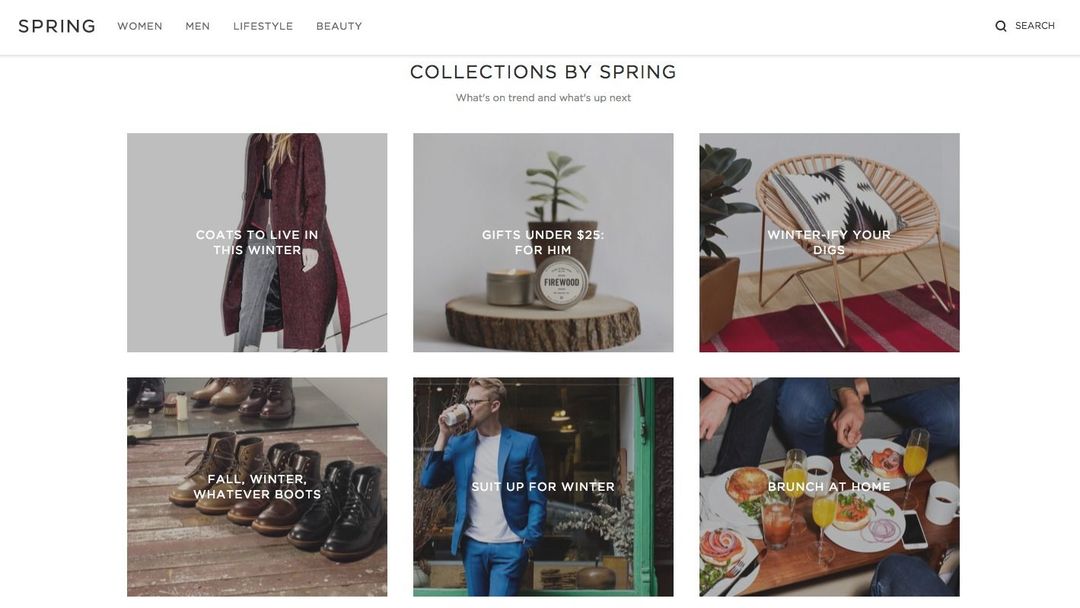 SPRING WOMEN MEN LIFESTYLE BEAUTY SEARCH
COLLECTIONS BY SPRING
What's on trend and what's up next
COATS TO LIVE IN
THIS WINTER
GIFTS UNDER $25:
FOR HIM
FIREWOOD
WINTER-IFY YOUR
DIGS
FALL, WINTER,
WHATEVER BOOTS
SUIT UP FOR WINTER
BRUNCH AT HOME